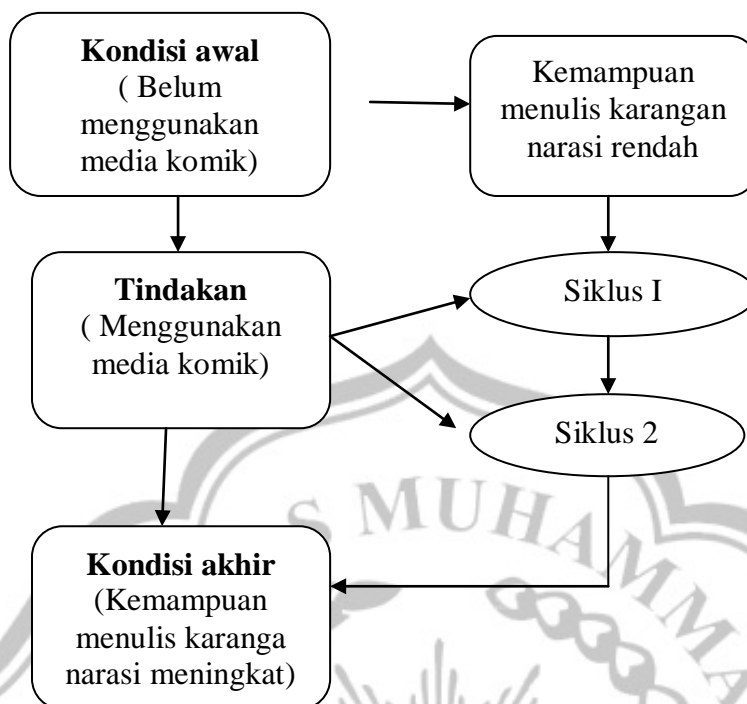 Kondisi awal
( Belum
menggunakan
media komik)
Kemampuan
menulis karangan
narasi rendah
Tindakan
( Menggunakan
media komik)
Siklus I
Siklus 2
Kondisi akhir
(Kemampuan
menulis karanga
narasi meningkat)
S MUHAMMA